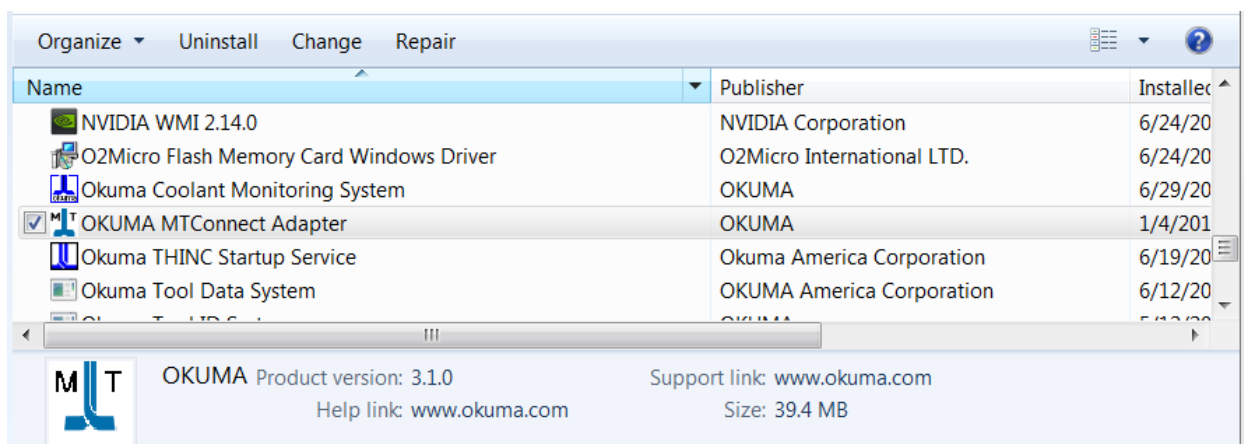 Organize Uninstall Change Repair
Name Publisher Installed
NVIDIA WMI 2.14.0 NVIDIA Corporation 6/24/20
O2Micro Flash Memory Card Windows Driver O2Micro International LTD. 6/24/20
Okuma Coolant Monitoring System OKUMA 6/29/20
MT OKUMA MTConnect Adapter OKUMA 1/4/201
Okuma THINC Startup Service Okuma America Corporation 6/19/20
Okuma Tool Data System OKUMA America Corporation 6/12/20
M T OKUMA Product version: 3.1.0 Support link: www.okuma.com
Help link: www.okuma.com Size: 39.4 MB